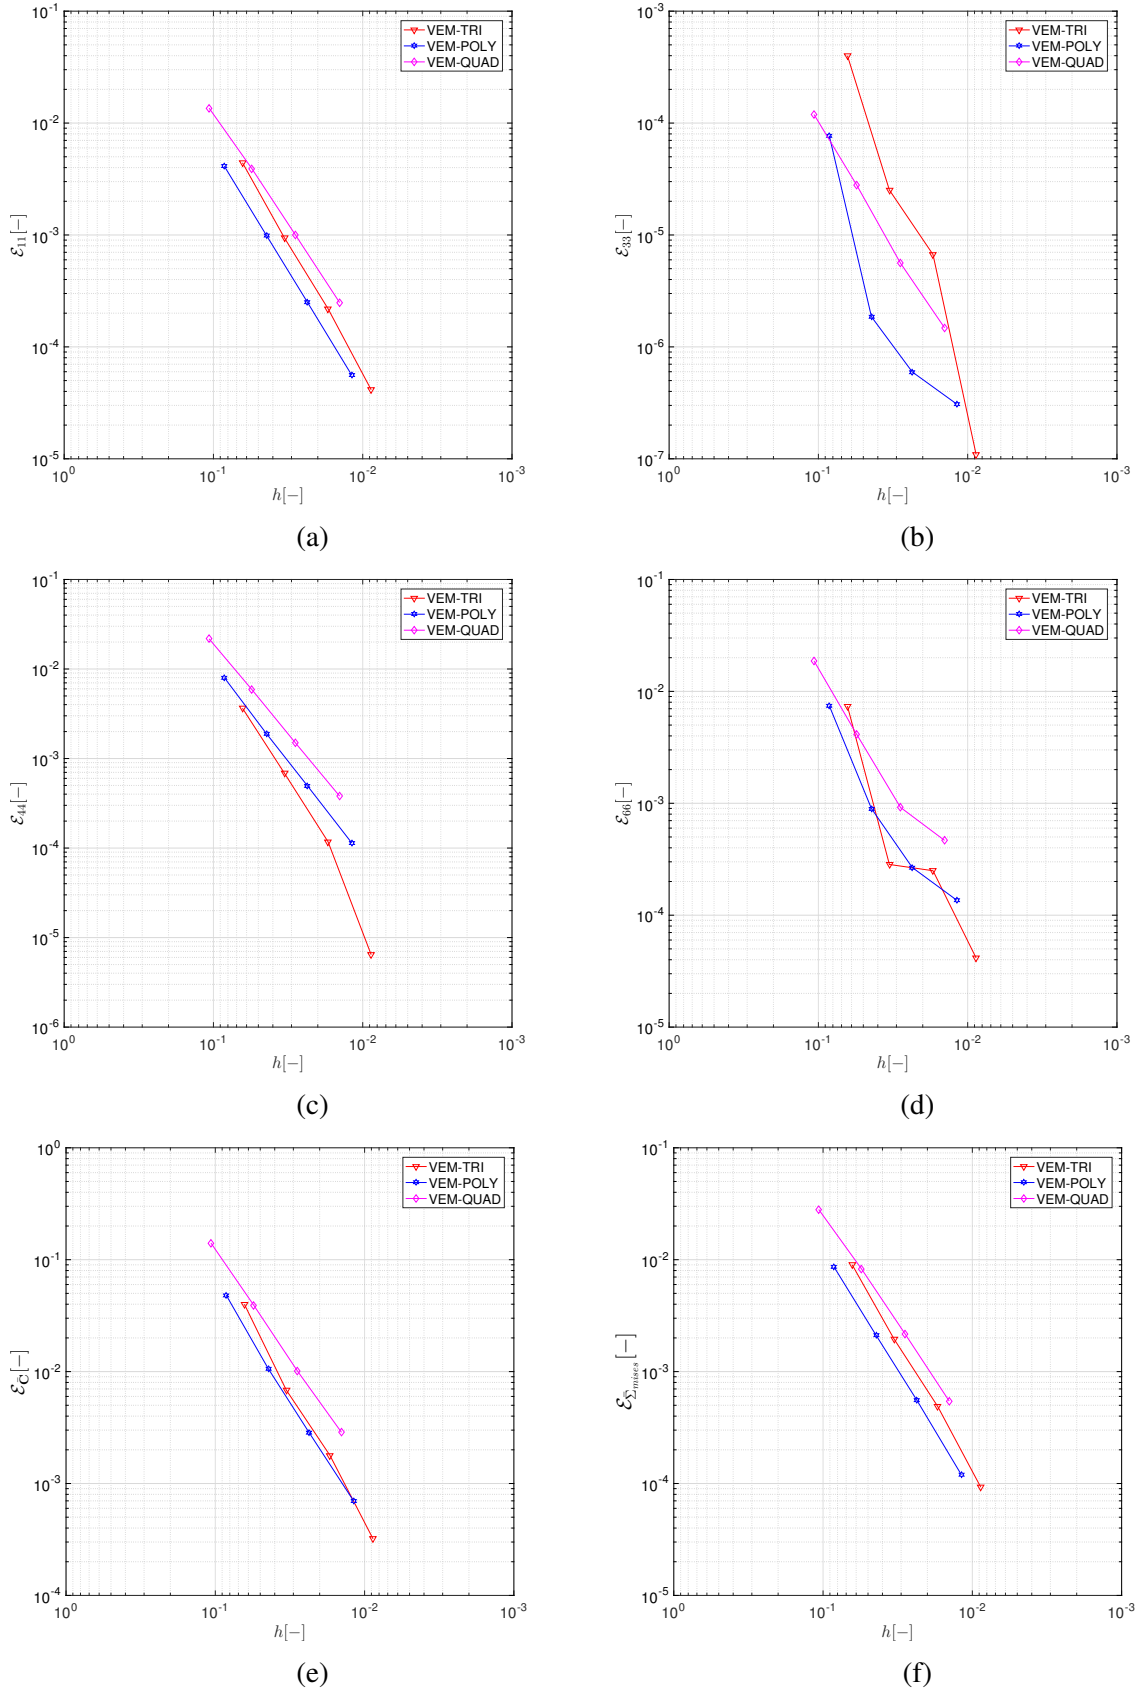 10^-1
10^-2
10^-3
10^-4
10^-5
ℰ_11[−]
VEM-TRI
VEM-POLY
VEM-QUAD
10^0
10^-1
10^-2
10^-3
h[−]
(a)
10^-3
10^-4
10^-5
10^-6
10^-7
ℰ_33[−]
VEM-TRI
VEM-POLY
VEM-QUAD
10^0
10^-1
10^-2
10^-3
h[−]
(b)
10^-1
10^-2
10^-3
10^-4
10^-5
10^-6
ℰ_44[−]
VEM-TRI
VEM-POLY
VEM-QUAD
10^0
10^-1
10^-2
10^-3
h[−]
(c)
10^-1
10^-2
10^-3
10^-4
10^-5
ℰ_66[−]
VEM-TRI
VEM-POLY
VEM-QUAD
10^0
10^-1
10^-2
10^-3
h[−]
(d)
10^0
10^-1
10^-2
10^-3
10^-4
ℰ_C̄[−]
VEM-TRI
VEM-POLY
VEM-QUAD
10^0
10^-1
10^-2
10^-3
h[−]
(e)
10^-1
10^-2
10^-3
10^-4
10^-5
ℰ_Σ̄_mises[−]
VEM-TRI
VEM-POLY
VEM-QUAD
10^0
10^-1
10^-2
10^-3
h[−]
(f)